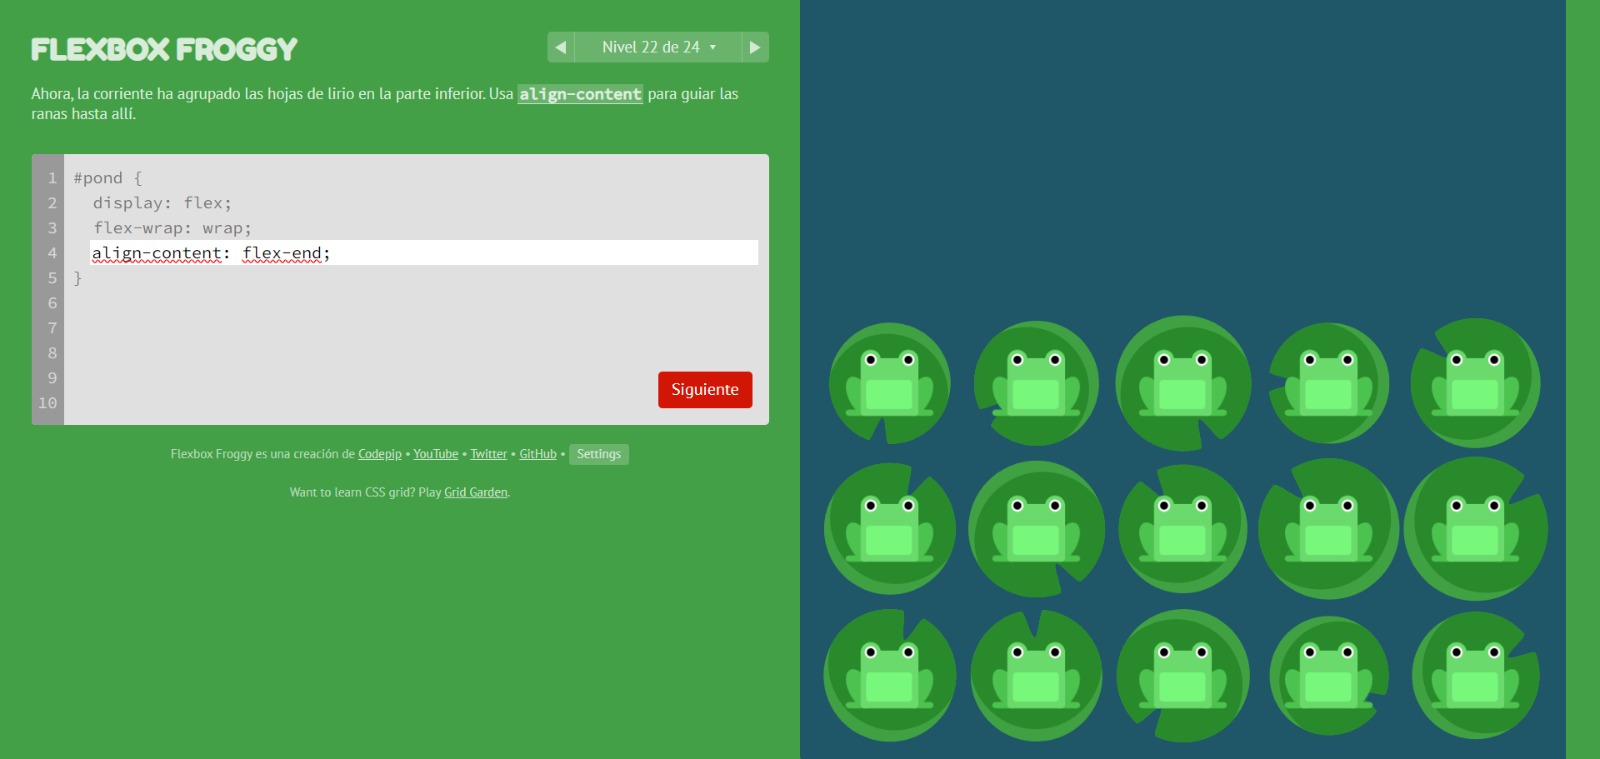 FLEXBOX FROGGY
Nivel 22 de 24
Ahora, la corriente ha agrupado las hojas de lirio en la parte inferior. Usa align-content para guiar las
ranas hasta allí.
1 #pond {
2 display: flex;
3 flex-wrap: wrap;
4 align-content: flex-end;
5 }
6
7
8
9
10
Siguiente
Flexbox Froggy es una creación de Codepip • YouTube • Twitter • GitHub • Settings
Want to learn CSS grid? Play Grid Garden.